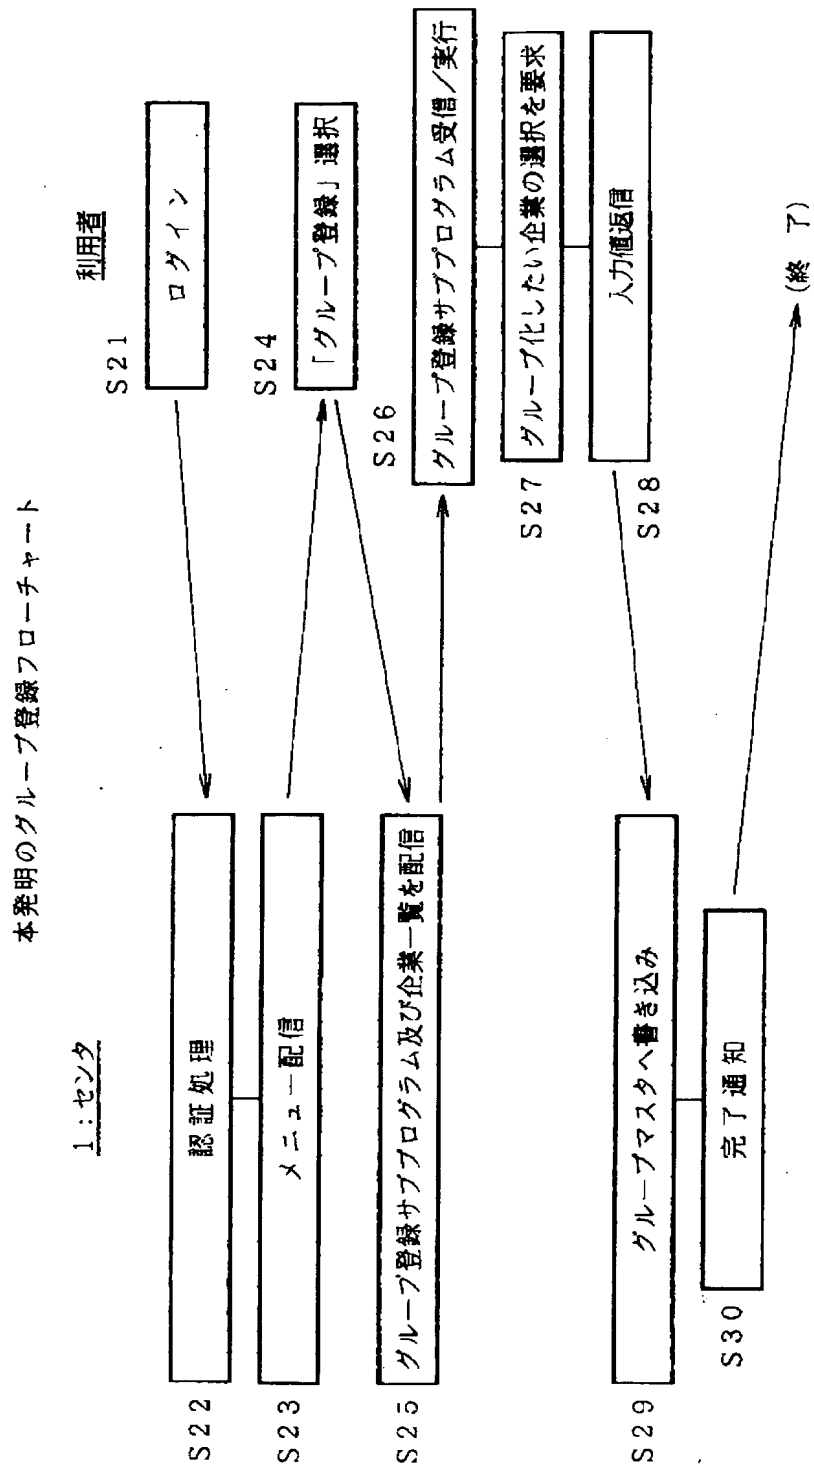 本発明のグループ登録フローチャート
1:センタ
利用者
S21
ログイン
S22
認証処理
S23
メニュー配信
S24
「グループ登録」選択
S25
グループ登録サブプログラム及び企業一覧を配信
S26
グループ登録サブプログラム受信/実行
S27
グループ化したい企業の選択を要求
S28
入力値返信
S29
グループマスタへ書き込み
S30
完了通知
(終 了)